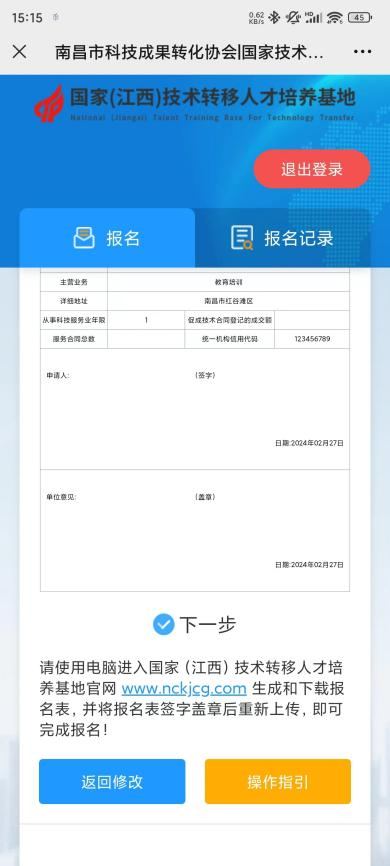 15:15
0.62 KB/s
HD
6
45
南昌市科技成果转化协会|国家技术...
国家(江西)技术转移人才培养基地
National (Jiangxi) Talent Training Base For Technology Transfer
退出登录
报名
报名记录
主营业务 教育培训
详细地址 南昌市红谷滩区
从事科技服务业年限 1 促成技术合同登记的成交额
服务合同总数 统一机构信用代码 123456789
申请人: (签字)
日期:2024年02月27日
单位意见: (盖章)
日期:2024年02月27日
下一步
请使用电脑进入国家（江西）技术转移人才培
养基地官网 www.nckjcg.com 生成和下载报
名表，并将报名表签字盖章后重新上传，即可
完成报名！
返回修改
操作指引